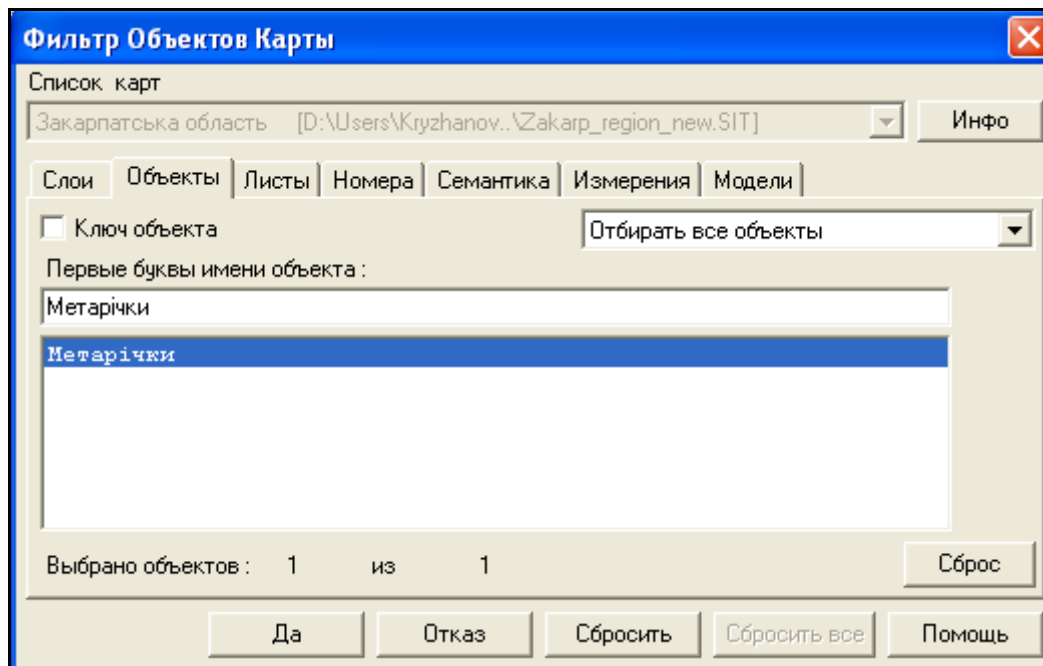 Фильтр Объектов Карты
Список карт
Закарпатська область [D:\Users\Kryzhanov..\Zakarp_region_new.SIT]
Инфо
Слои Объекты Листы Номера Семантика Измерения Модели
Ключ объекта
Отбирать все объекты
Первые буквы имени объекта :
Метарічки
Метарічки
Выбрано объектов : 1 из 1
Сброс
Да Отказ Сбросить Сбросить все Помощь